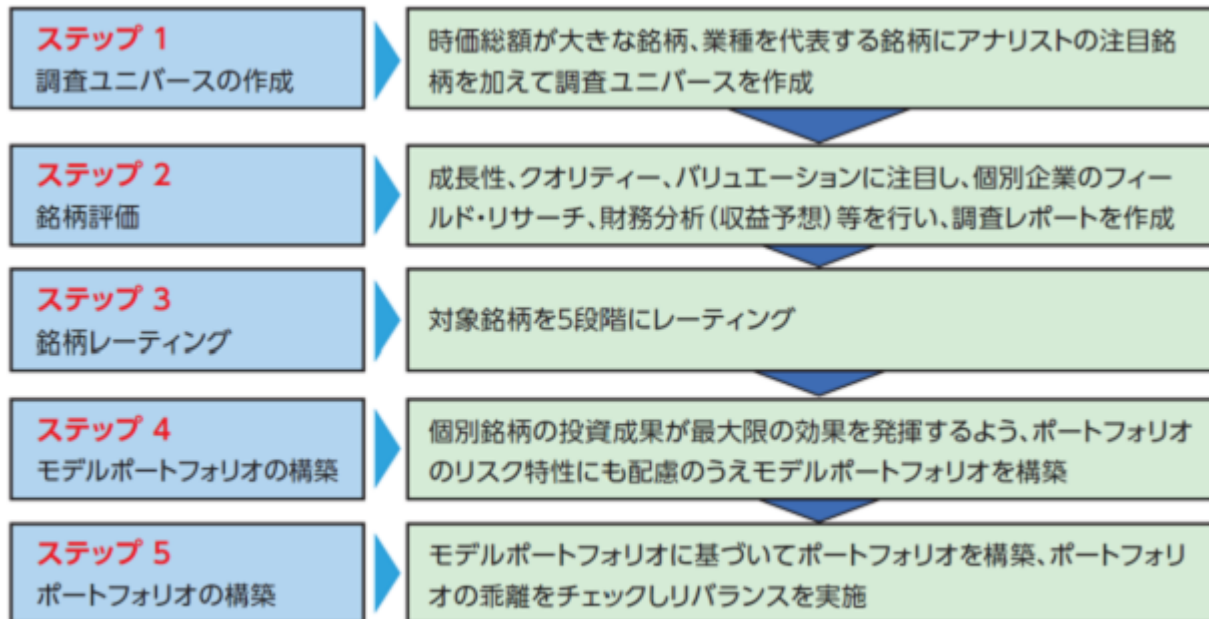 ステップ 1
調査ユニバースの作成
時価総額が大きな銘柄、業種を代表する銘柄にアナリストの注目銘
柄を加えて調査ユニバースを作成
ステップ 2
銘柄評価
成長性、クオリティー、バリュエーションに注目し、個別企業のフィー
ルド・リサーチ、財務分析(収益予想)等を行い、調査レポートを作成
ステップ 3
銘柄レーティング
対象銘柄を5段階にレーティング
ステップ 4
モデルポートフォリオの構築
個別銘柄の投資成果が最大限の効果を発揮するよう、ポートフォリオ
のリスク特性にも配慮のうえモデルポートフォリオを構築
ステップ 5
ポートフォリオの構築
モデルポートフォリオに基づいてポートフォリオを構築、ポートフォリ
オの乖離をチェックしリバランスを実施